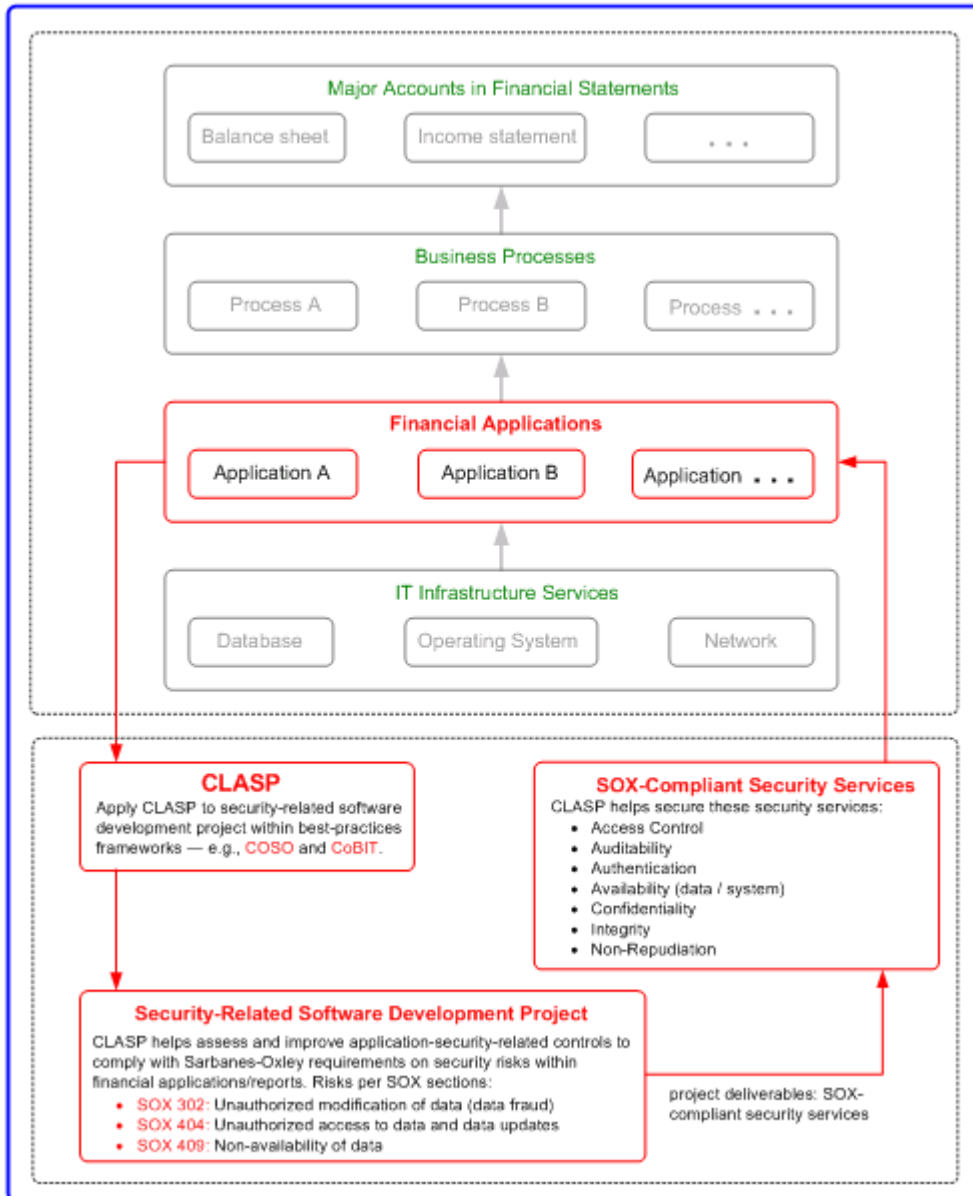 Major Accounts in Financial Statements
Balance sheet
Income statement
. . .
Business Processes
Process A
Process B
Process . . .
Financial Applications
Application A
Application B
Application . . .
IT Infrastructure Services
Database
Operating System
Network
CLASP
Apply CLASP to security-related software
development project within best-practices
frameworks — e.g., COSO and CoBIT.
SOX-Compliant Security Services
CLASP helps secure these security services:
• Access Control
• Auditability
• Authentication
• Availability (data / system)
• Confidentiality
• Integrity
• Non-Repudiation
Security-Related Software Development Project
CLASP helps assess and improve application-security-related controls to
comply with Sarbanes-Oxley requirements on security risks within
financial applications/reports. Risks per SOX sections:
• SOX 302: Unauthorized modification of data (data fraud)
• SOX 404: Unauthorized access to data and data updates
• SOX 409: Non-availability of data
project deliverables: SOX-
compliant security services